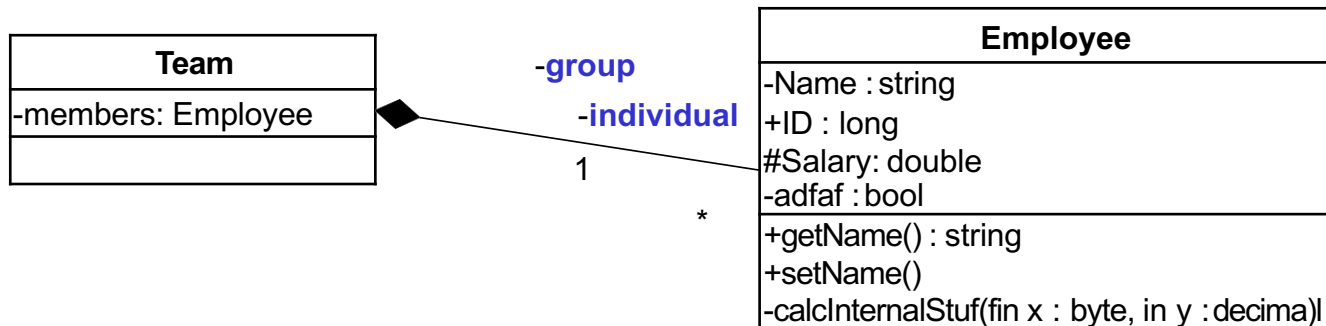 Team
-members: Employee
-group
-individual
1
*
Employee
-Name : string
+ID : long
#Salary: double
-adfaf : bool
+getName() : string
+setName()
-calcInternalStuf(fin x : byte, in y :decima)l